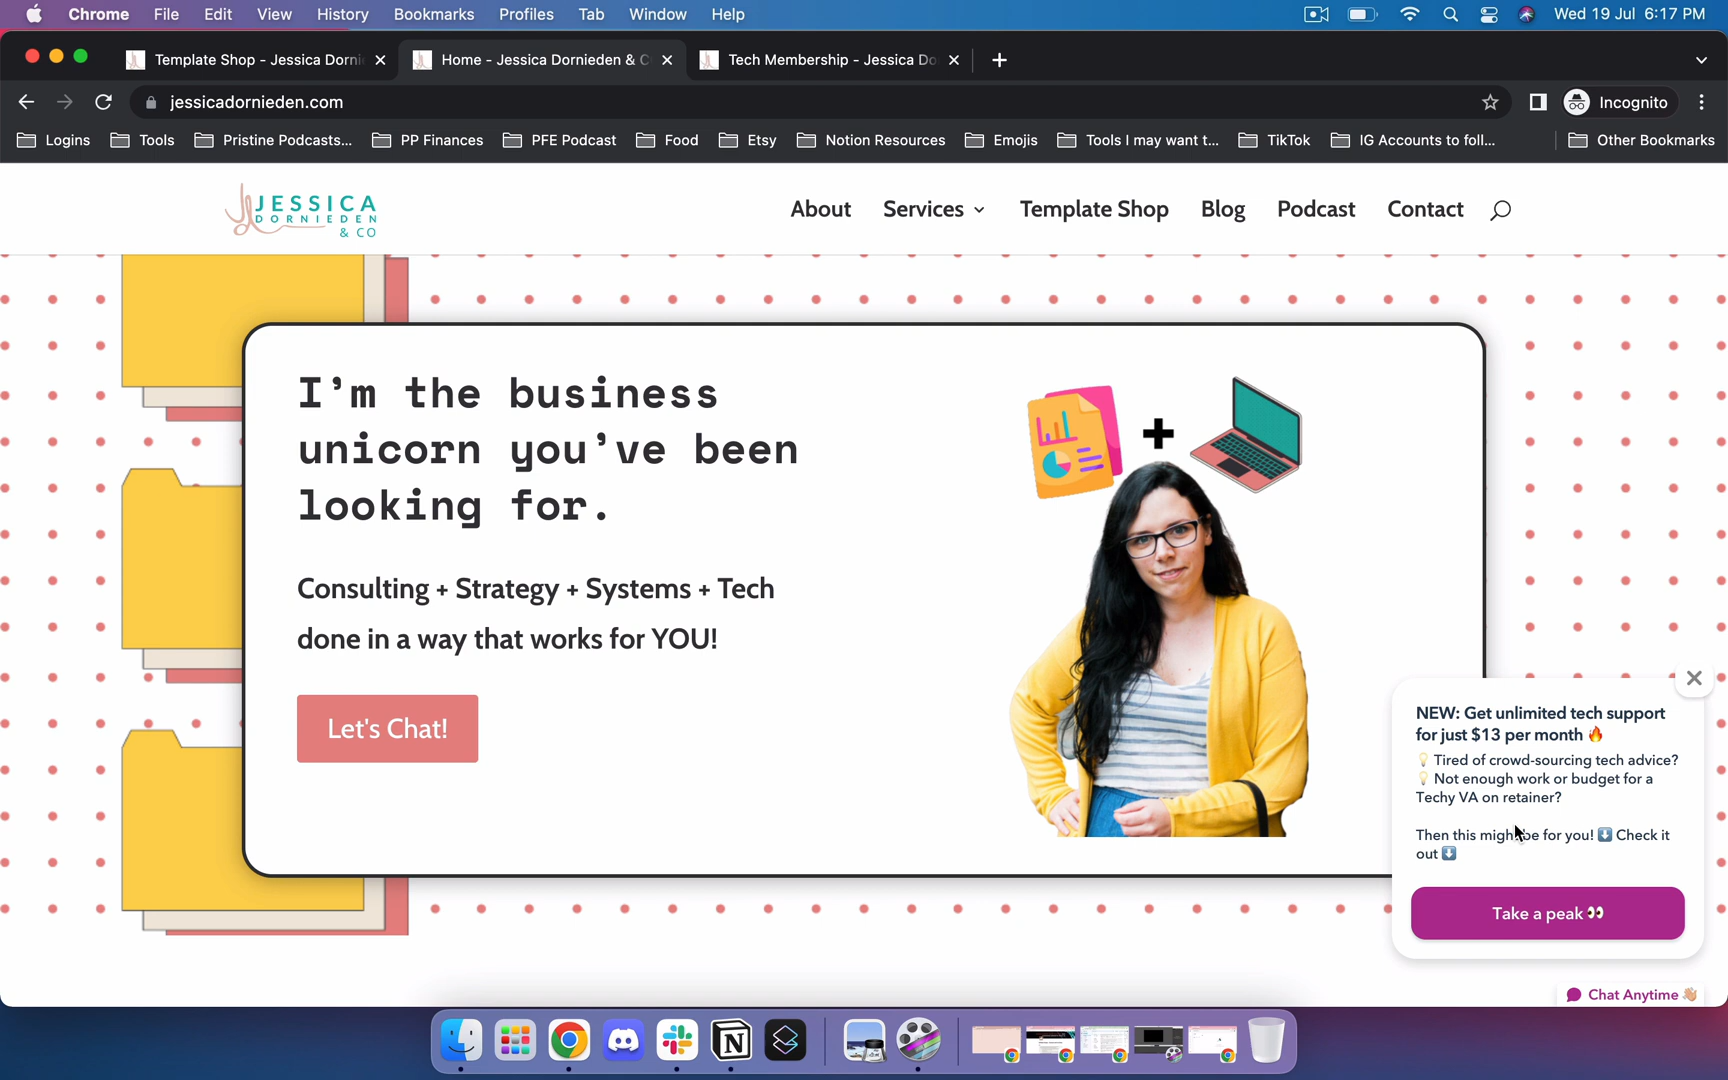 Chrome File Edit View History Bookmarks Profiles Tab Window Help Wed 19 Jul 6:17 PM
Template Shop - Jessica Dorni Home - Jessica Dornieden & C Tech Membership - Jessica Do
jessicadornieden.com Incognito
Logins Tools Pristine Podcasts... PP Finances PFE Podcast Food Etsy Notion Resources Emojis Tools I may want t... TikTok IG Accounts to foll... Other Bookmarks
JESSICA
DORNIEDEN
& CO
About Services Template Shop Blog Podcast Contact
I'm the business
unicorn you've been
looking for.
Consulting + Strategy + Systems + Tech
done in a way that works for YOU!
Let's Chat!
NEW: Get unlimited tech support
for just $13 per month 🔥
💡 Tired of crowd-sourcing tech advice?
💡 Not enough work or budget for a
Techy VA on retainer?
Then this might be for you! ⬇️ Check it
out ⬇️
Take a peak 👀
Chat Anytime 👋🏼